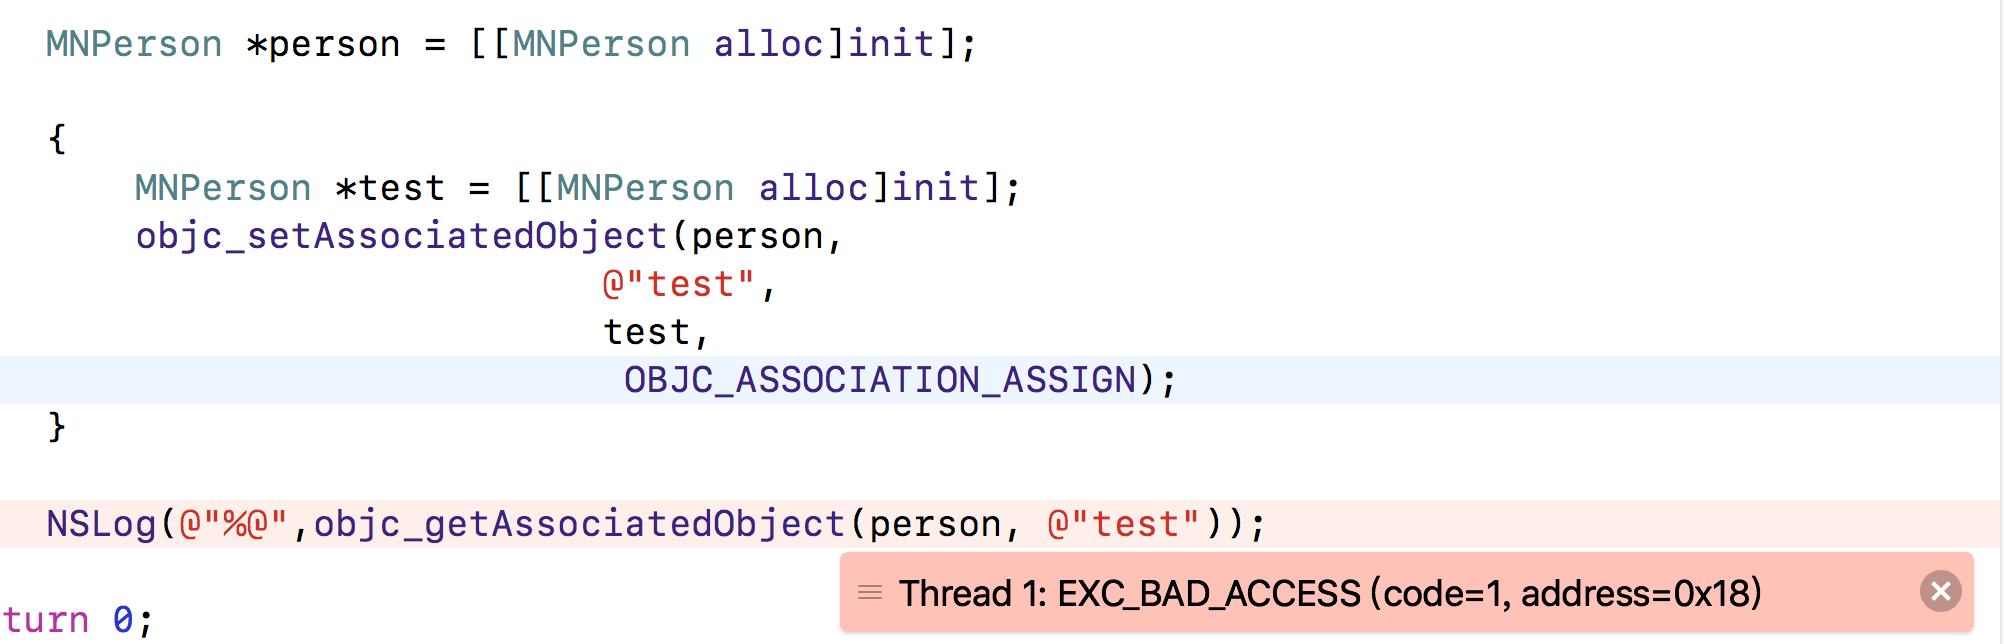 MNPerson *person = [[MNPerson alloc]init];
{
MNPerson *test = [[MNPerson alloc]init];
objc_setAssociatedObject(person,
@"test",
test,
OBJC_ASSOCIATION_ASSIGN);
}
NSLog(@"%@",objc_getAssociatedObject(person, @"test"));
Thread 1: EXC_BAD_ACCESS (code=1, address=0x18)
turn 0;